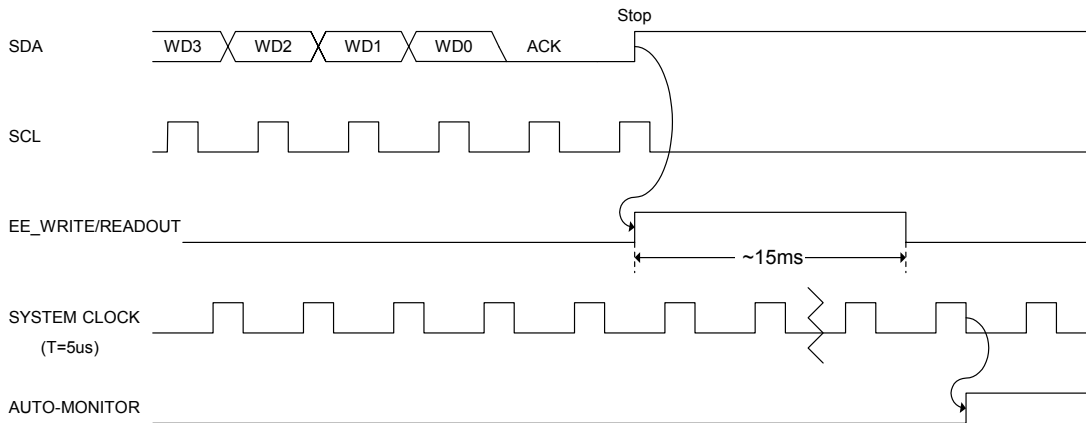 Stop
SDA WD3 WD2 WD1 WD0 ACK
SCL
EE_WRITE/READOUT
~15ms
SYSTEM CLOCK
(T=5us)
AUTO-MONITOR